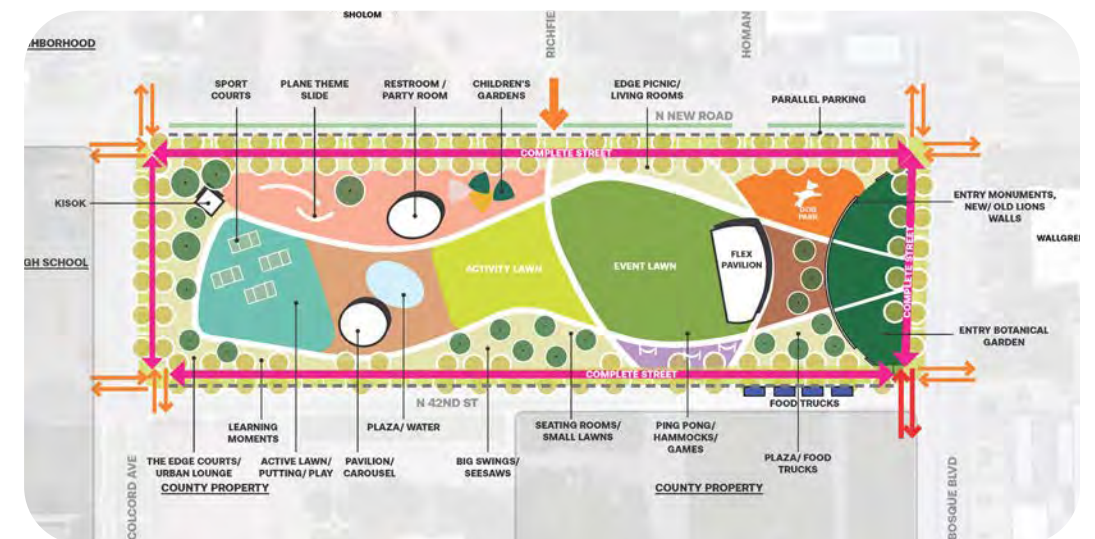 SHOLOM
HBORHOOD
RICHFIE
HOMAN
SPORT
COURTS
PLANE THEME
SLIDE
RESTROOM /
PARTY ROOM
CHILDREN'S
GARDENS
EDGE PICNIC/
LIVING ROOMS
PARALLEL PARKING
N NEW ROAD
COMPLETE STREET
KISOK
DOG
PARK
ENTRY MONUMENTS,
NEW/ OLD LIONS
WALLS
WALLGRE
GH SCHOOL
ACTIVITY LAWN
EVENT LAWN
FLEX
PAVILION
COMPLETE STREET
ENTRY BOTANICAL
GARDEN
COMPLETE STREET
N 42ND ST
FOOD TRUCKS
LEARNING
MOMENTS
PLAZA/ WATER
SEATING ROOMS/
SMALL LAWNS
PING PONG/
HAMMOCKS/
GAMES
THE EDGE COURTS/
URBAN LOUNGE
ACTIVE LAWN/
PUTTING/ PLAY
PAVILION/
CAROUSEL
BIG SWINGS/
SEESAWS
PLAZA/ FOOD
TRUCKS
COUNTY PROPERTY
COUNTY PROPERTY
COLCORD AVE
BOSQUE BLVD